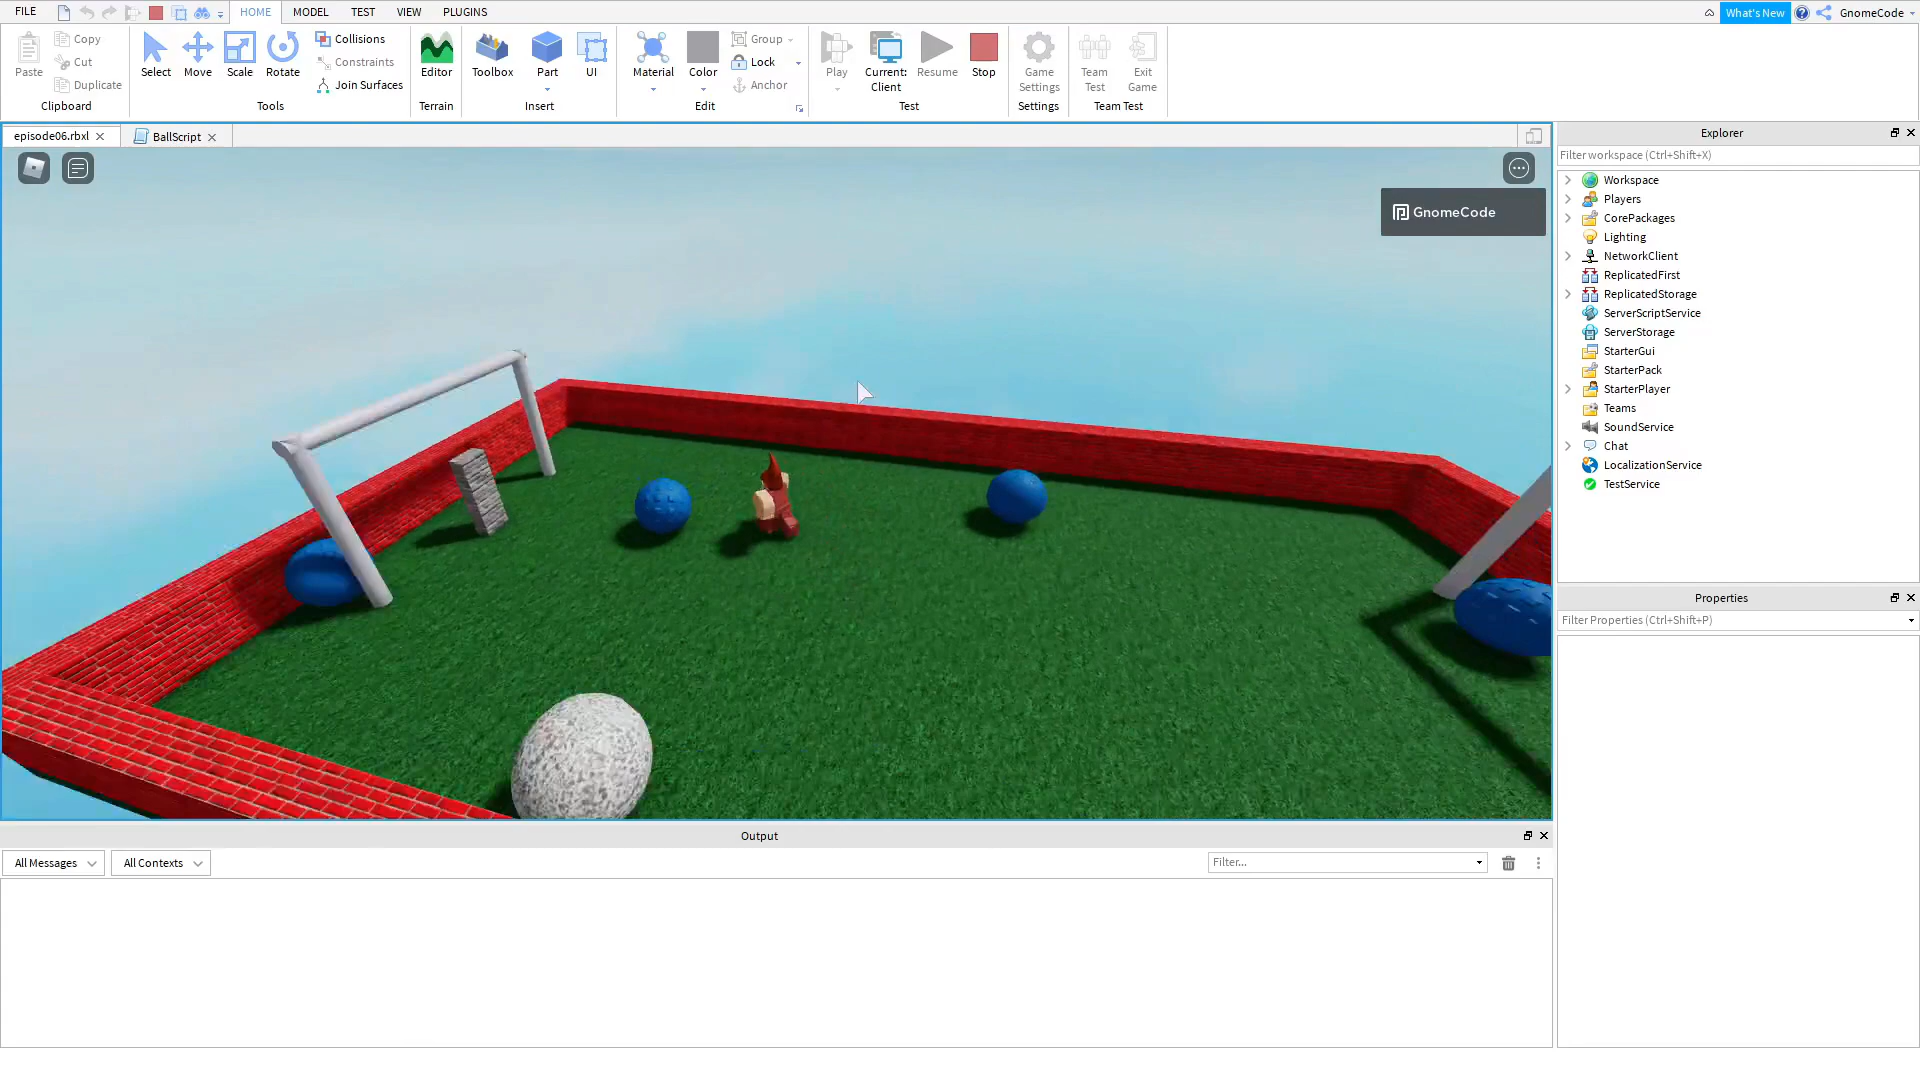 FILE HOME MODEL TEST VIEW PLUGINS What's New GnomeCode
Paste Copy Cut Duplicate Clipboard
Select Move Scale Rotate Collisions Constraints Join Surfaces Tools
Editor Terrain
Toolbox Part UI Insert
Material Color Group Lock Anchor Edit
Play Current: Client Resume Stop Test
Game Settings Settings
Team Test Exit Game Team Test
episode06.rbxl BallScript
GnomeCode
Explorer
Filter workspace (Ctrl+Shift+X)
Workspace
Players
CorePackages
Lighting
NetworkClient
ReplicatedFirst
ReplicatedStorage
ServerScriptService
ServerStorage
StarterGui
StarterPack
StarterPlayer
Teams
SoundService
Chat
LocalizationService
TestService
Properties
Filter Properties (Ctrl+Shift+P)
Output
All Messages All Contexts Filter...